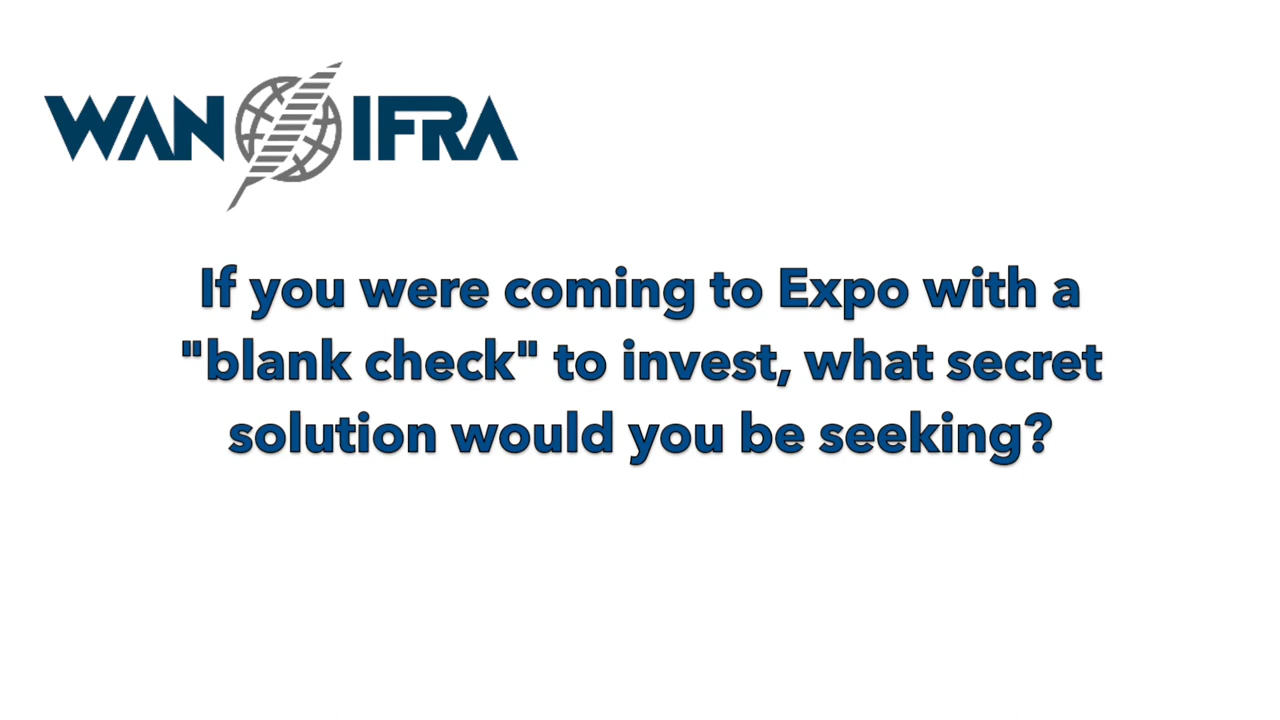 WAN IFRA
If you were coming to Expo with a
"blank check" to invest, what secret
solution would you be seeking?